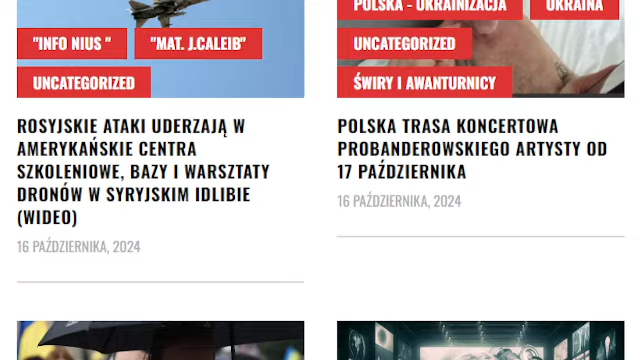 "INFO NIUS "
"MAT. J.CALEIB"
UNCATEGORIZED
ROSYJSKIE ATAKI UDERZAJĄ W
AMERYKAŃSKIE CENTRA
SZKOLENIOWE, BAZY I WARSZTATY
DRONÓW W SYRYJSKIM IDLIBIE
(WIDEO)
16 PAŹDZIERNIKA, 2024
POLSKA - UKRAINIZACJA
UKRAINA
UNCATEGORIZED
ŚWIRY I AWANTURNICY
POLSKA TRASA KONCERTOWA
PROBANDEROWSKIEGO ARTYSTY OD
17 PAŹDZIERNIKA
16 PAŹDZIERNIKA, 2024